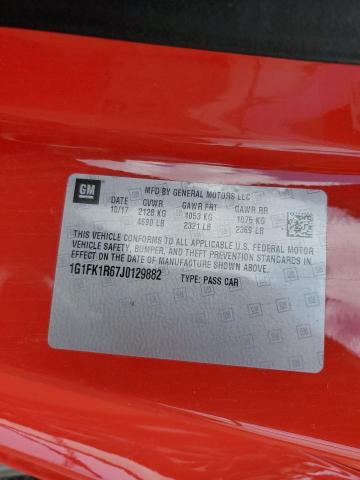 GM
MFD BY GENERAL MOTORS LLC
DATE GVWR GAWR FRT GAWR RR
10/17 2128 KG 1053 KG 1075 KG
4690 LB 2321 LB 2369 LB
THIS VEHICLE CONFORMS TO ALL APPLICABLE U.S. FEDERAL MOTOR
VEHICLE SAFETY, BUMPER, AND THEFT PREVENTION STANDARDS IN
EFFECT ON THE DATE OF MANUFACTURE SHOWN ABOVE.
1G1FK1R67J0129882 TYPE: PASS CAR